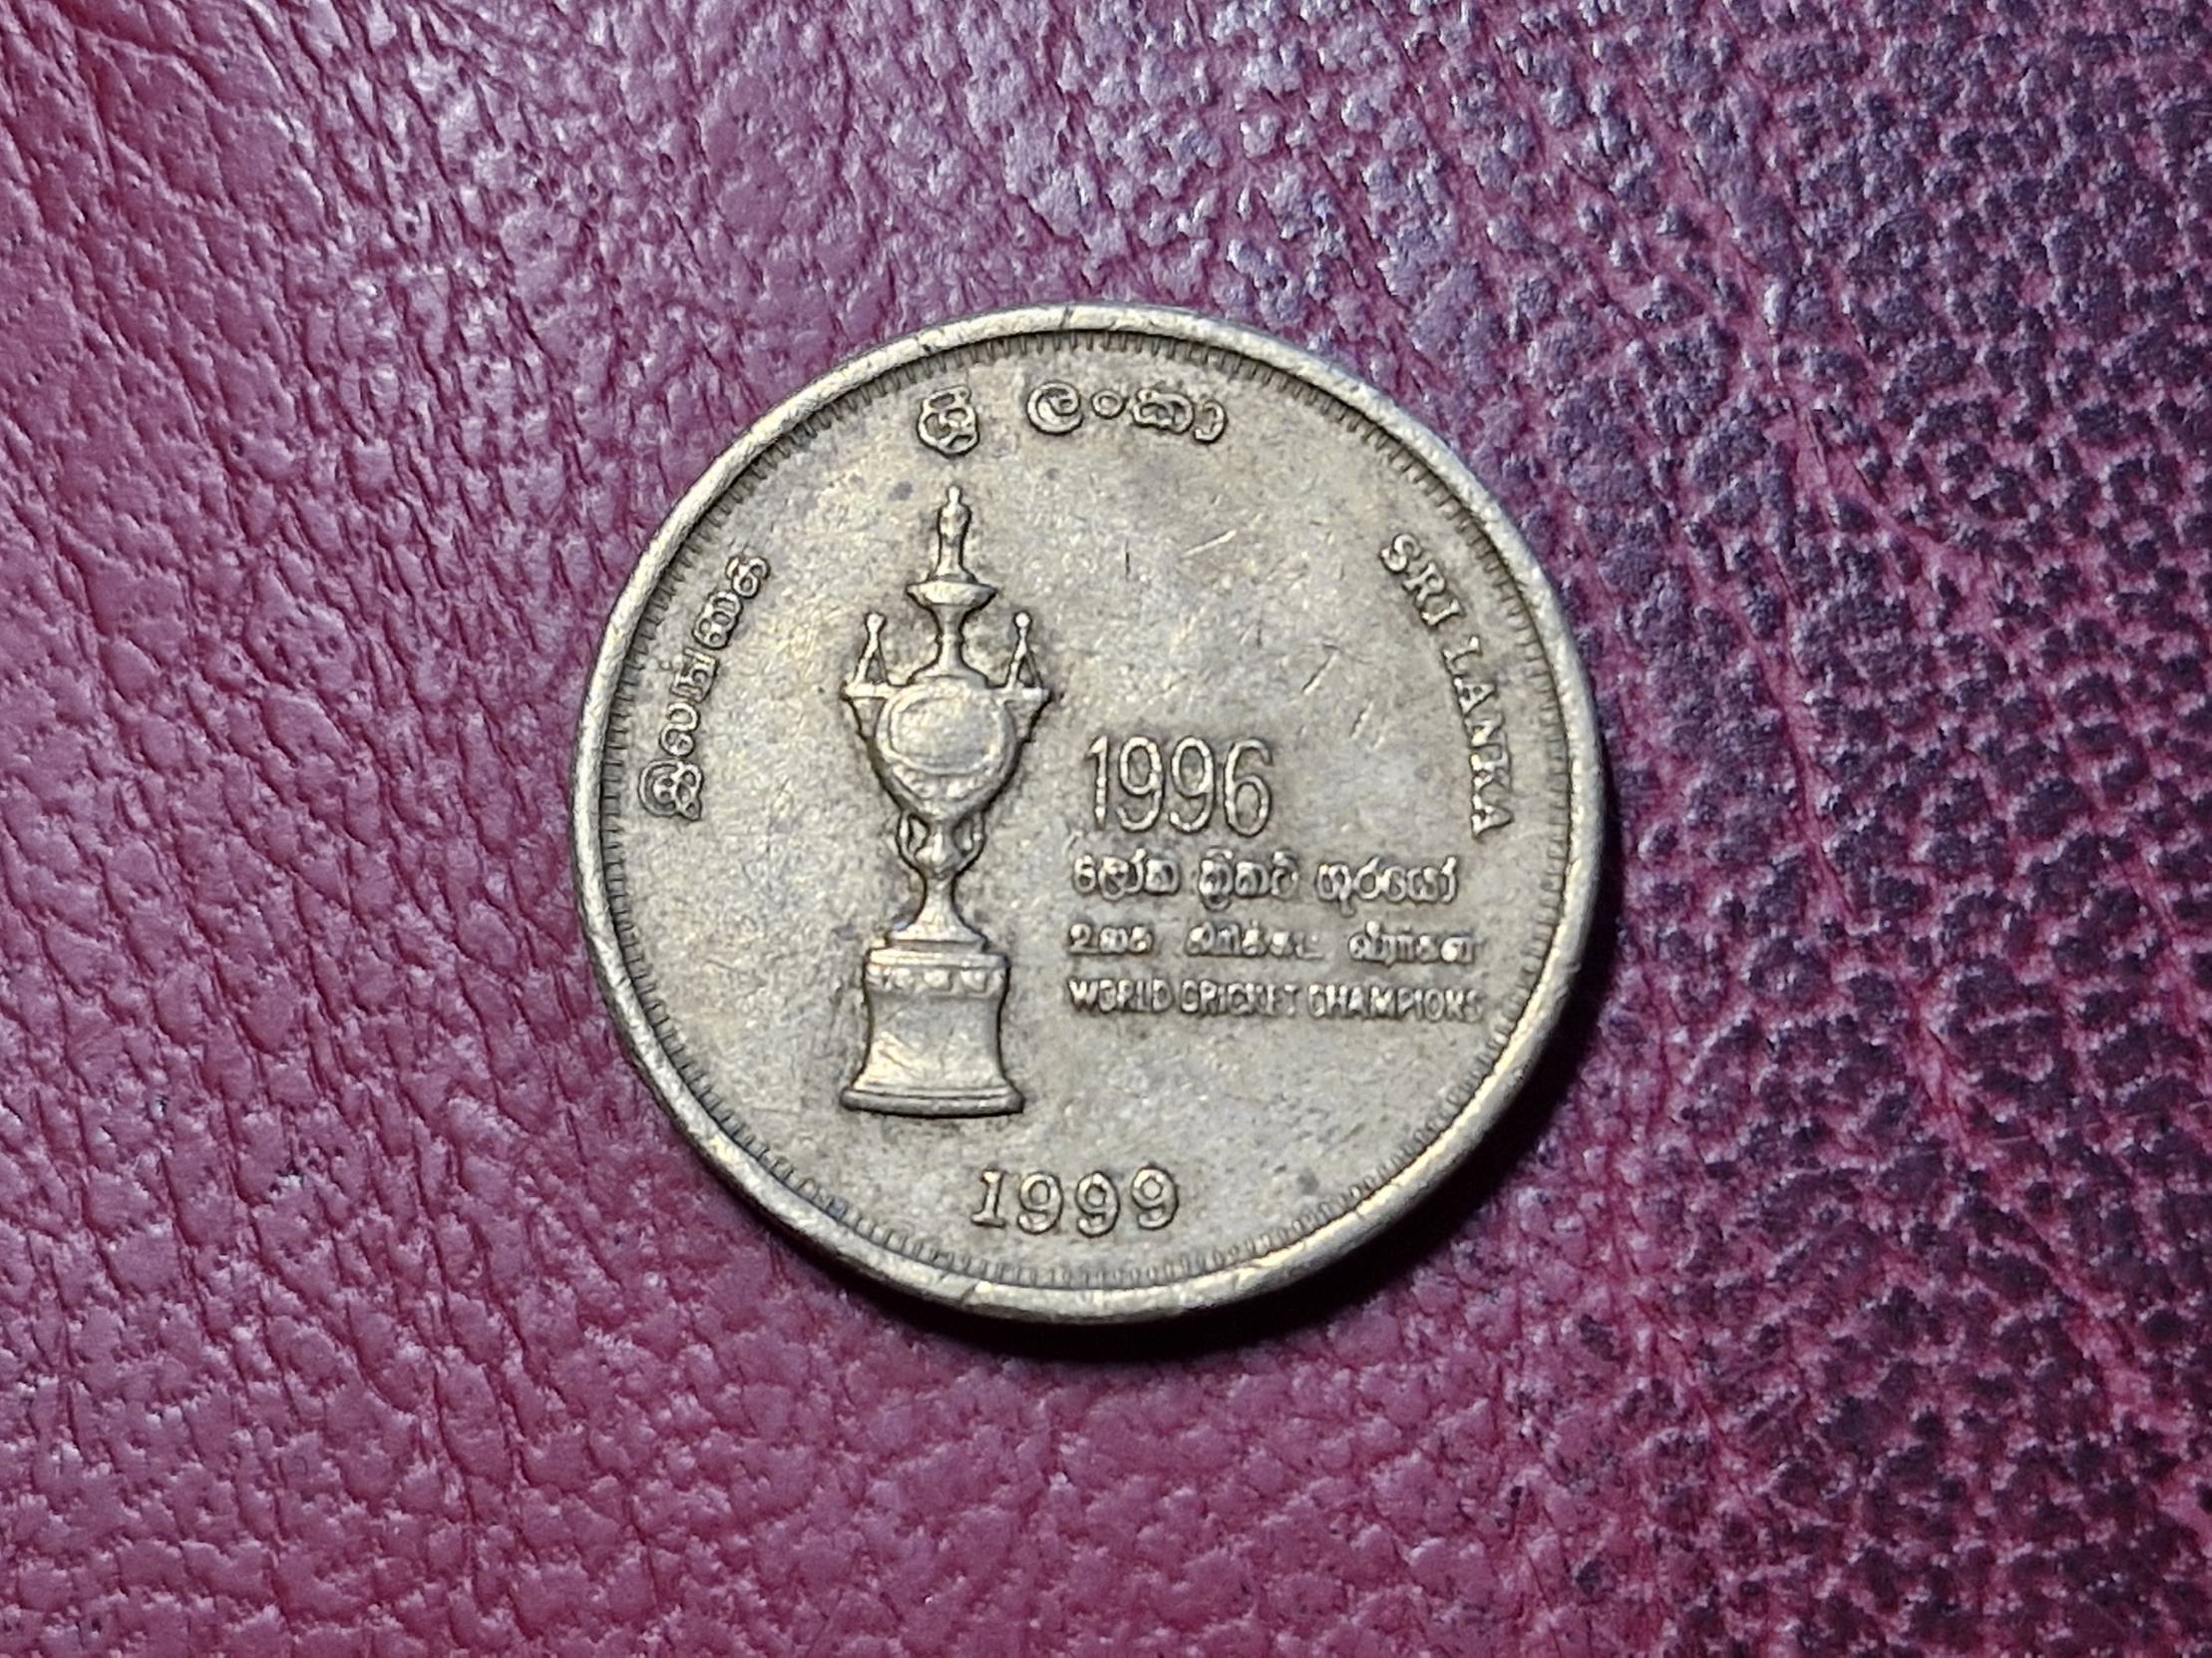 ශ්‍රී ලංකා
இலங்கை
SRI LANKA
1996
ලෝක ක්‍රිකට් ශූරයෝ
உலக கிரிக்கட் வீரர்கள்
WORLD CRICKET CHAMPIONS
1999